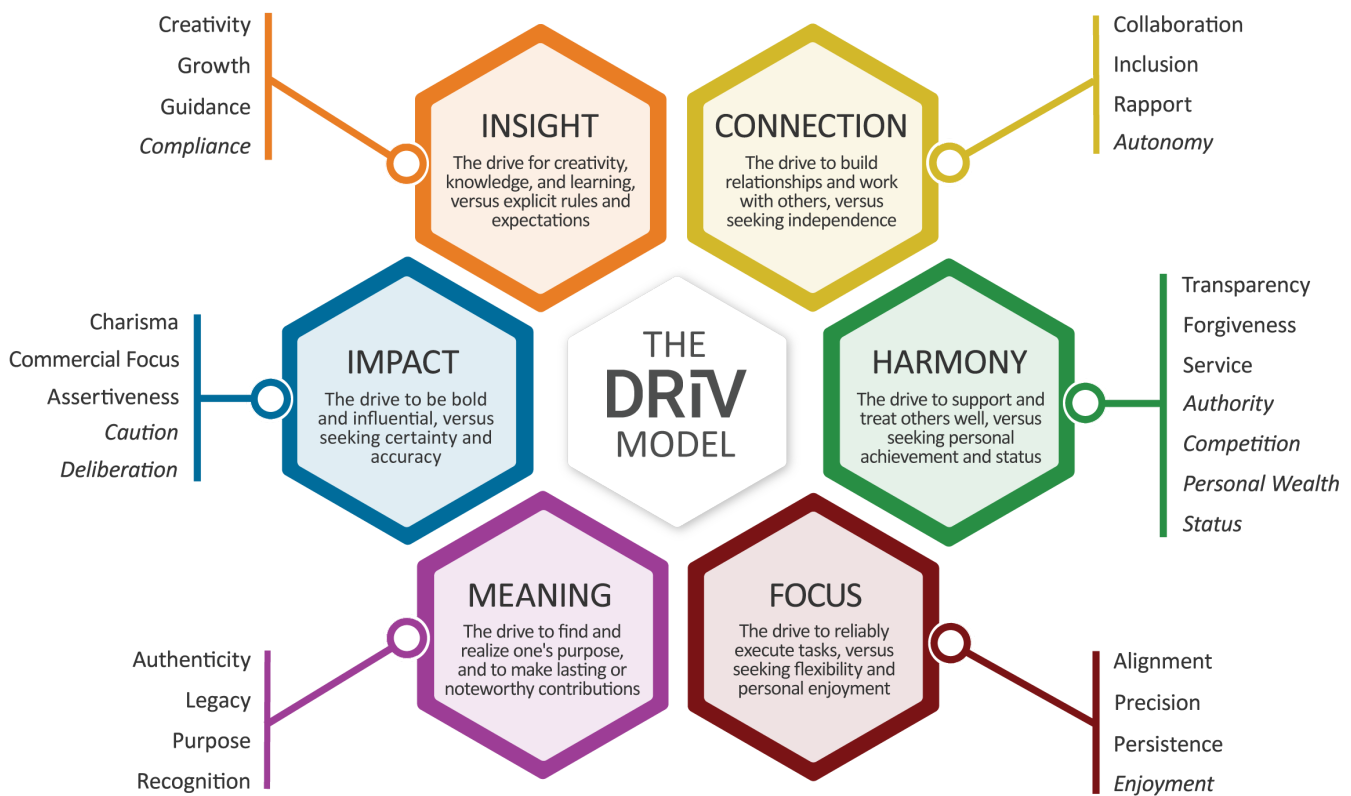 Creativity
Growth
Guidance
Compliance
INSIGHT
The drive for creativity,
knowledge, and learning,
versus explicit rules and
expectations
CONNECTION
The drive to build
relationships and work
with others, versus
seeking independence
Collaboration
Inclusion
Rapport
Autonomy
Charisma
Commercial Focus
Assertiveness
Caution
Deliberation
IMPACT
The drive to be bold
and influential, versus
seeking certainty and
accuracy
THE
DRiV
MODEL
HARMONY
The drive to support and
treat others well, versus
seeking personal
achievement and status
Transparency
Forgiveness
Service
Authority
Competition
Personal Wealth
Status
Authenticity
Legacy
Purpose
Recognition
MEANING
The drive to find and
realize one's purpose,
and to make lasting or
noteworthy contributions
FOCUS
The drive to reliably
execute tasks, versus
seeking flexibility and
personal enjoyment
Alignment
Precision
Persistence
Enjoyment